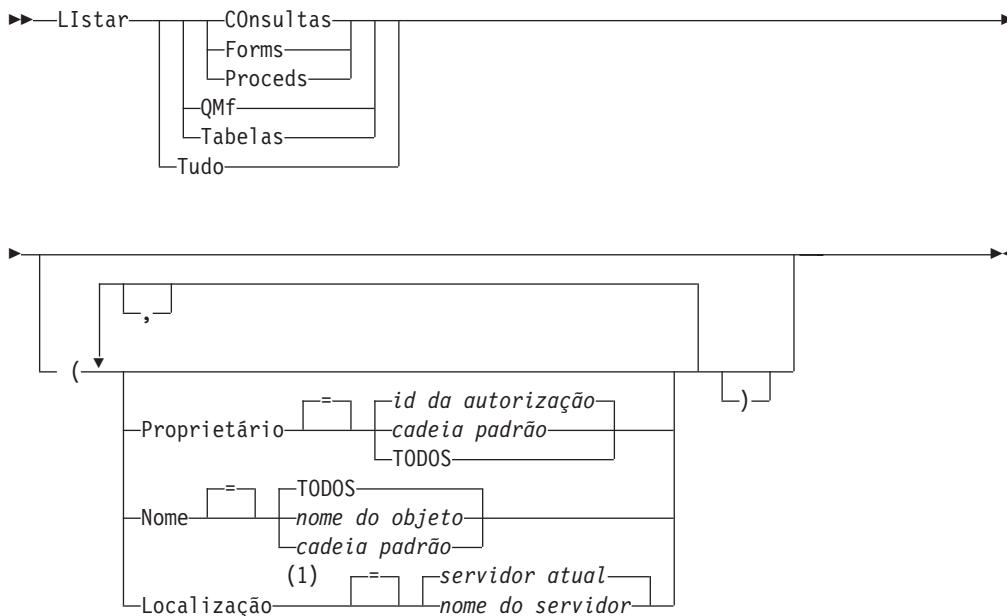 LIstar COnsultas
Forms
Proceds
QMf
Tabelas
Tudo
,
(
)
Proprietário = id da autorização
cadeia padrão
TODOS
Nome = TODOS
nome do objeto
cadeia padrão
(1)
Localização = servidor atual
nome do servidor